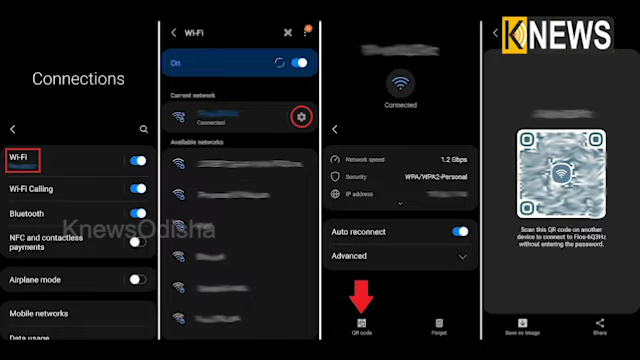 Connections
Wi-Fi
Wi-Fi Calling
Bluetooth
NFC and contactless
payments
Airplane mode
Mobile networks
Data usage
Wi-Fi
On
Current network
Connected
Available networks
Connected
Network speed 1.2 Gbps
Security WPA/WPA2-Personal
IP address
Auto reconnect
Advanced
QR code
Forget
KNEWS
Scan this QR code on another
device to connect to Fios-6Q3Hz
without entering the password.
Save as image
Share
KnewsOdisha